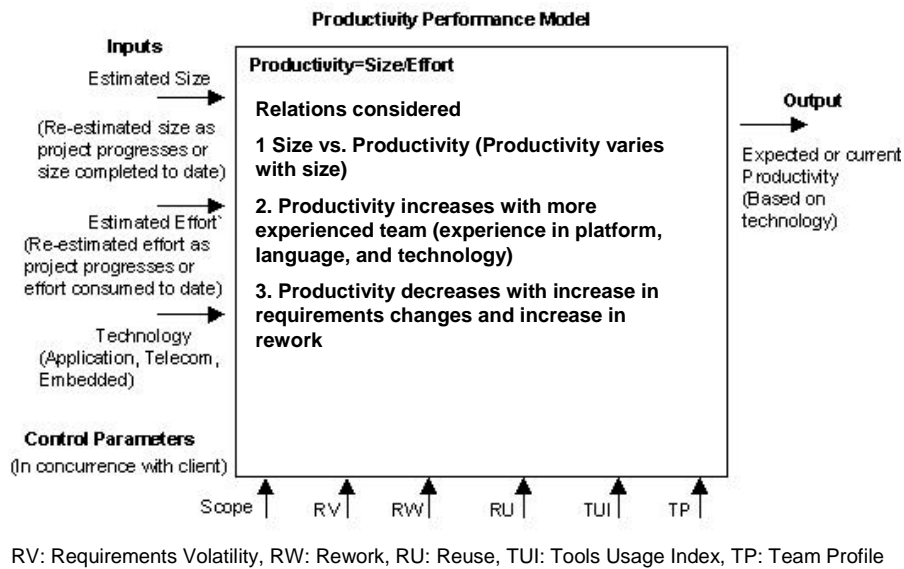 Productivity Performance Model
Inputs
Estimated Size
(Re-estimated size as
project progresses or
size completed to date)
Estimated Effort`
(Re-estimated effort as
project progresses or
effort consumed to date)
Technology
(Application, Telecom,
Embedded)
Control Parameters
(In concurrence with client)
Productivity=Size/Effort
Relations considered
1 Size vs. Productivity (Productivity varies
with size)
2. Productivity increases with more
experienced team (experience in platform,
language, and technology)
3. Productivity decreases with increase in
requirements changes and increase in
rework
Output
Expected or current
Productivity
(Based on
technology)
Scope RV RW RU TUI TP
RV: Requirements Volatility, RW: Rework, RU: Reuse, TUI: Tools Usage Index, TP: Team Profile